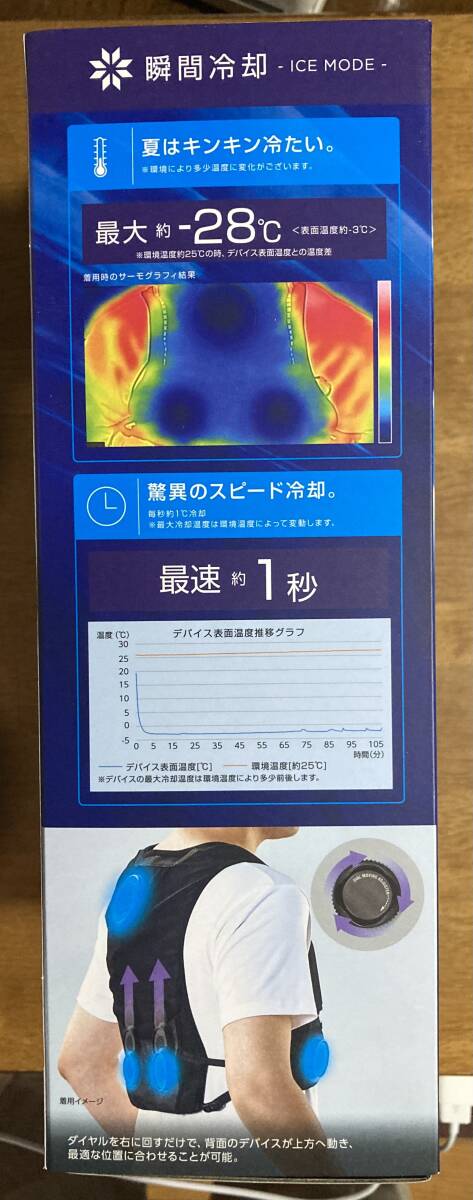 瞬間冷却 - ICE MODE -
夏はキンキン冷たい。
※環境により多少温度に変化がございます。
最大 約 -28℃ <表面温度約-3℃>
※環境温度約25℃の時、デバイス表面温度との温度差
着用時のサーモグラフィ結果
驚異のスピード冷却。
毎秒約1℃冷却
※最大冷却温度は環境温度によって変動します。
最速 約 1秒
温度(℃) デバイス表面温度推移グラフ
30
25
20
15
10
5
0
-5
0 5 15 25 35 45 55 65 75 85 95 105
時間(分)
デバイス表面温度[℃] 環境温度[約25℃]
※デバイスの最大冷却温度は環境温度により多少前後します。
着用イメージ
ダイヤルを右に回すだけで、背面のデバイスが上方へ動き、
最適な位置に合わせることが可能。